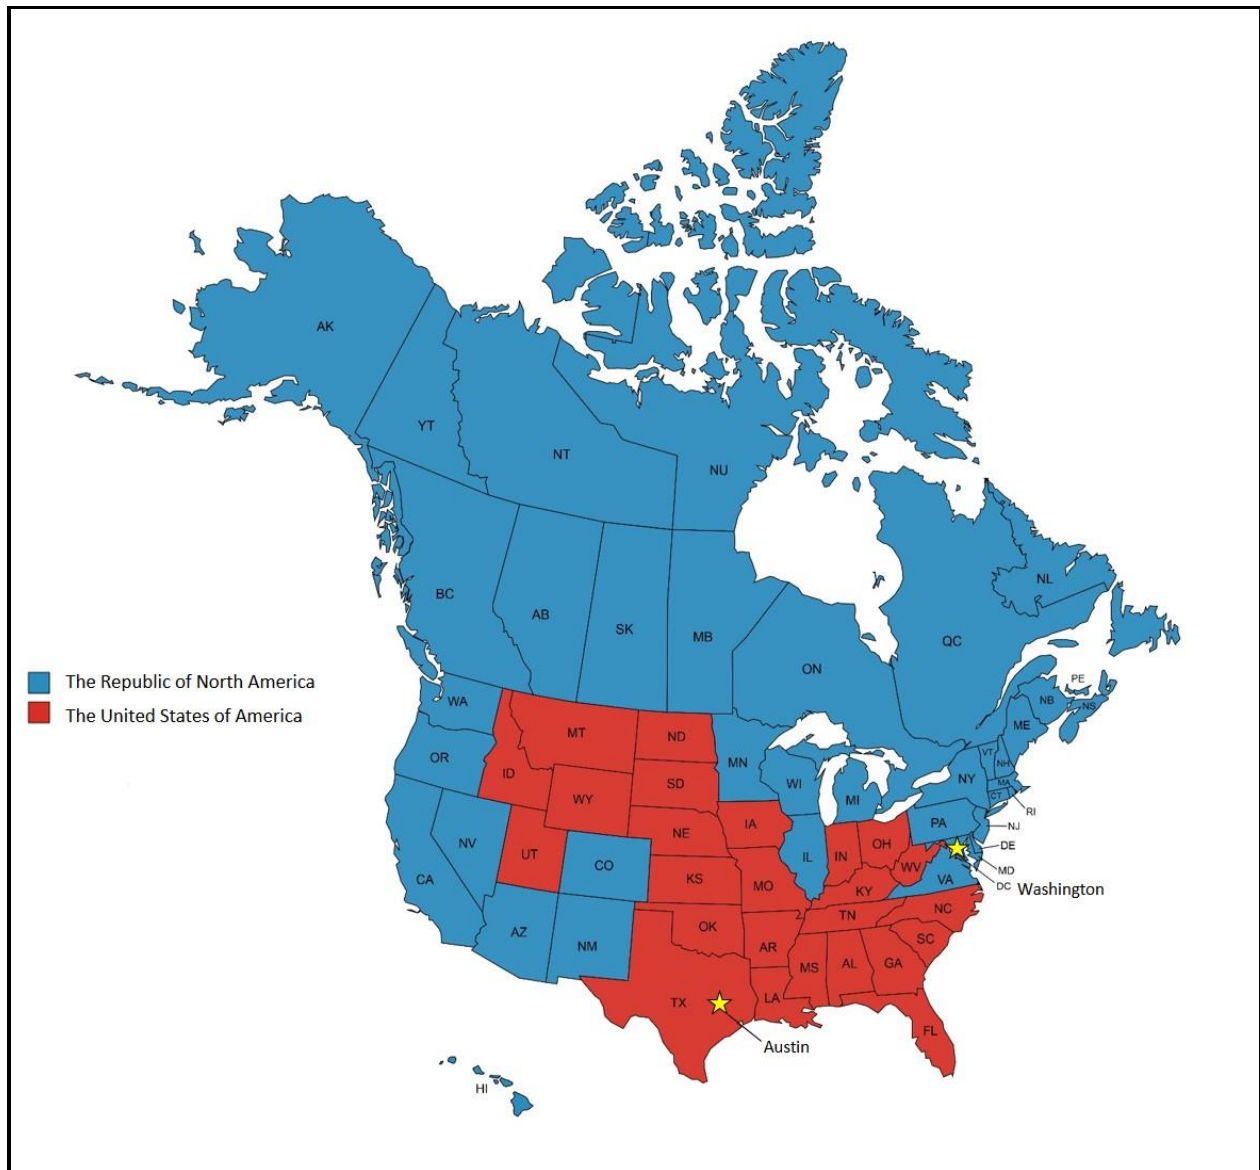 AK
YT
NT
NU
BC
AB
SK
MB
ON
QC
NL
PE
NB
NS
The Republic of North America
The United States of America
WA
MT
ND
MN
ME
VT
NH
OR
ID
SD
WI
MI
NY
MA
CT
RI
WY
IA
PA
NJ
NV
UT
NE
IL
IN
OH
DE
CA
CO
KS
MO
WV
VA
MD
DC
Washington
KY
AZ
NM
OK
AR
TN
NC
SC
MS
AL
GA
TX
LA
FL
Austin
HI